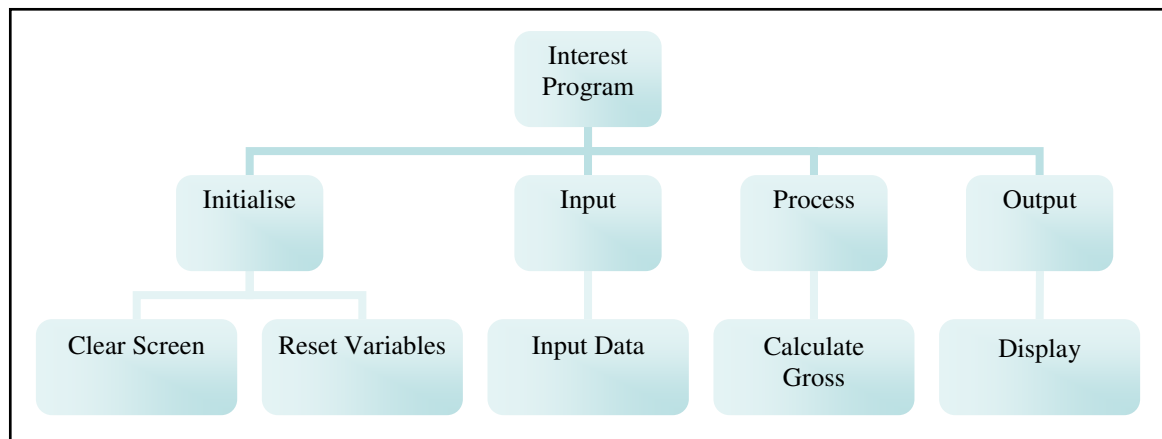 Interest
Program
Initialise
Input
Process
Output
Clear Screen
Reset Variables
Input Data
Calculate
Gross
Display